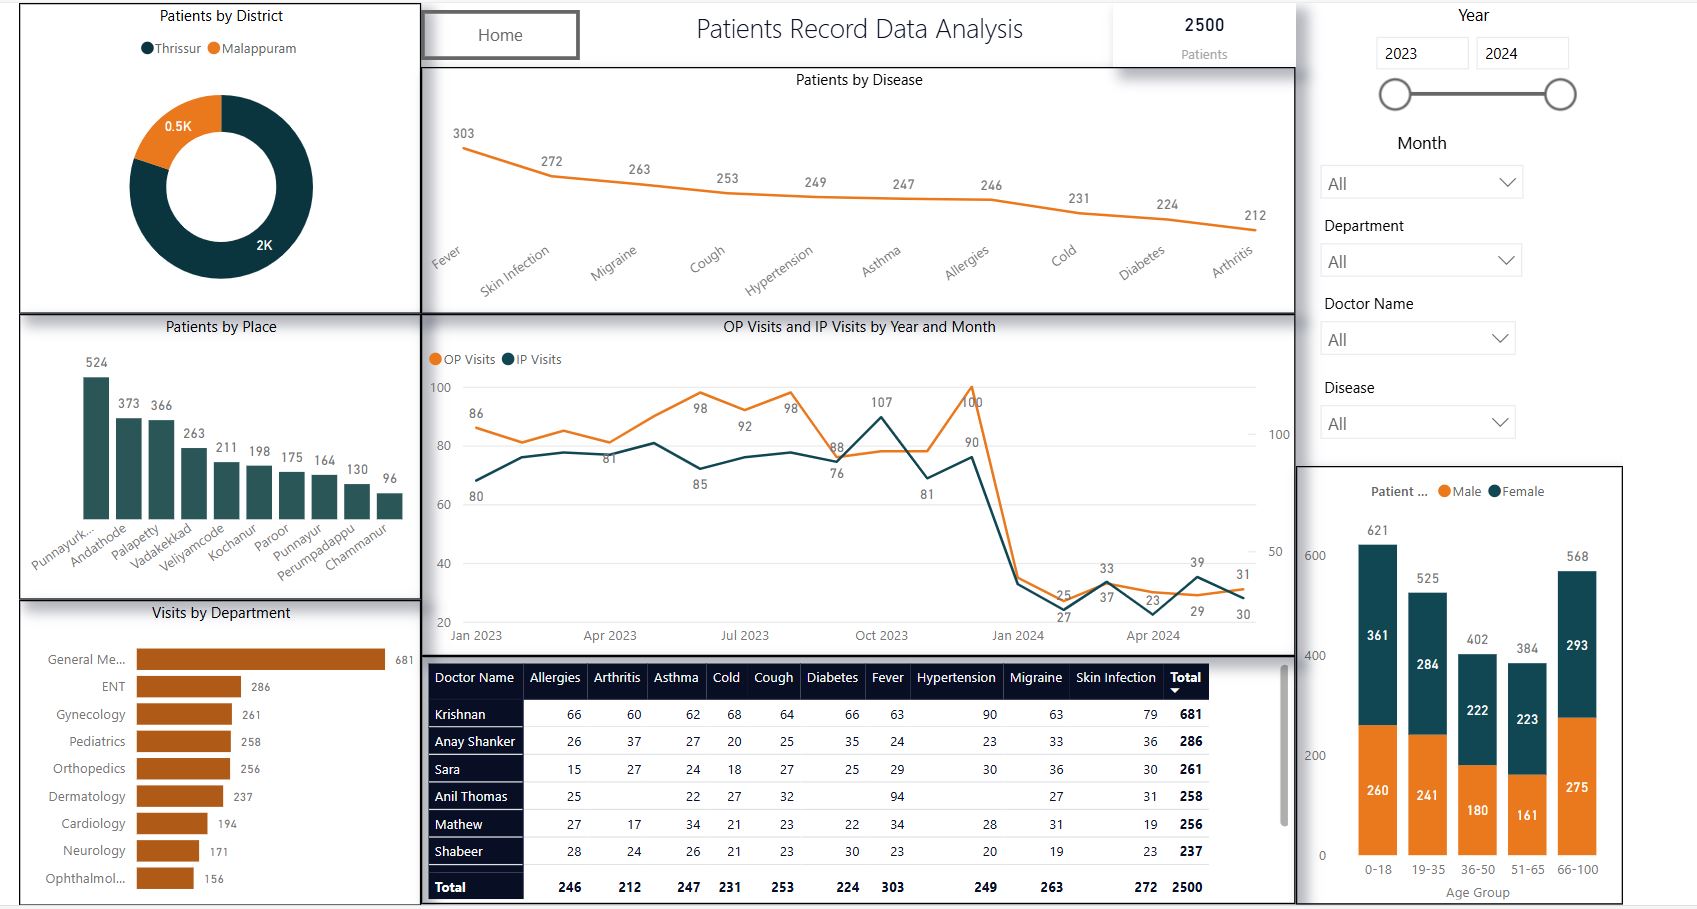 Patients by District
Thrissur Malappuram
0.5K
2K
Home
Patients Record Data Analysis
2500
Patients
Patients by Disease
303
272
263
253
249
247
246
231
224
212
Fever
Skin Infection
Migraine
Cough
Hypertension
Asthma
Allergies
Cold
Diabetes
Arthritis
Year
2023 2024
Month
All
Department
All
Doctor Name
All
Disease
All
Patients by Place
524
373
366
263
211
198
175
164
130
96
Punnayurk...
Andathode
Palapetty
Vadakekkad
Veliyamcode
Kochanur
Paroor
Punnayur
Perumpadappu
Chammanur
OP Visits and IP Visits by Year and Month
OP Visits IP Visits
100
80
60
40
20
100
50
86
80
81
98
85
92
98
88
76
107
81
100
90
25
27
33
37
23
39
29
31
30
Jan 2023
Apr 2023
Jul 2023
Oct 2023
Jan 2024
Apr 2024
Visits by Department
General Me... 681
ENT 286
Gynecology 261
Pediatrics 258
Orthopedics 256
Dermatology 237
Cardiology 194
Neurology 171
Ophthalmol... 156
Doctor Name Allergies Arthritis Asthma Cold Cough Diabetes Fever Hypertension Migraine Skin Infection Total
Krishnan 66 60 62 68 64 66 63 90 63 79 681
Anay Shanker 26 37 27 20 25 35 24 23 33 36 286
Sara 15 27 24 18 27 25 29 30 36 30 261
Anil Thomas 25 22 27 32 94 27 31 258
Mathew 27 17 34 21 23 22 34 28 31 19 256
Shabeer 28 24 26 21 23 30 23 20 19 23 237
Total 246 212 247 231 253 224 303 249 263 272 2500
Patient ... Male Female
600
400
200
0
621
361
260
525
284
241
402
222
180
384
223
161
568
293
275
0-18 19-35 36-50 51-65 66-100
Age Group